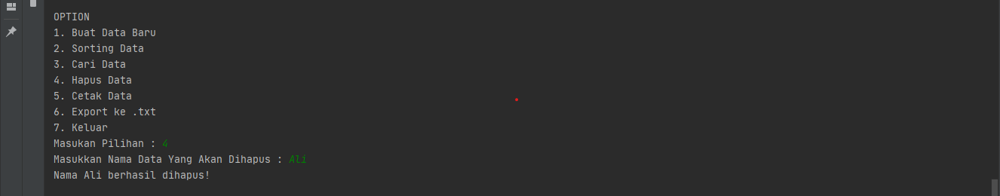 OPTION
1. Buat Data Baru
2. Sorting Data
3. Cari Data
4. Hapus Data
5. Cetak Data
6. Export ke .txt
7. Keluar
Masukan Pilihan : 4
Masukkan Nama Data Yang Akan Dihapus : Ali
Nama Ali berhasil dihapus!